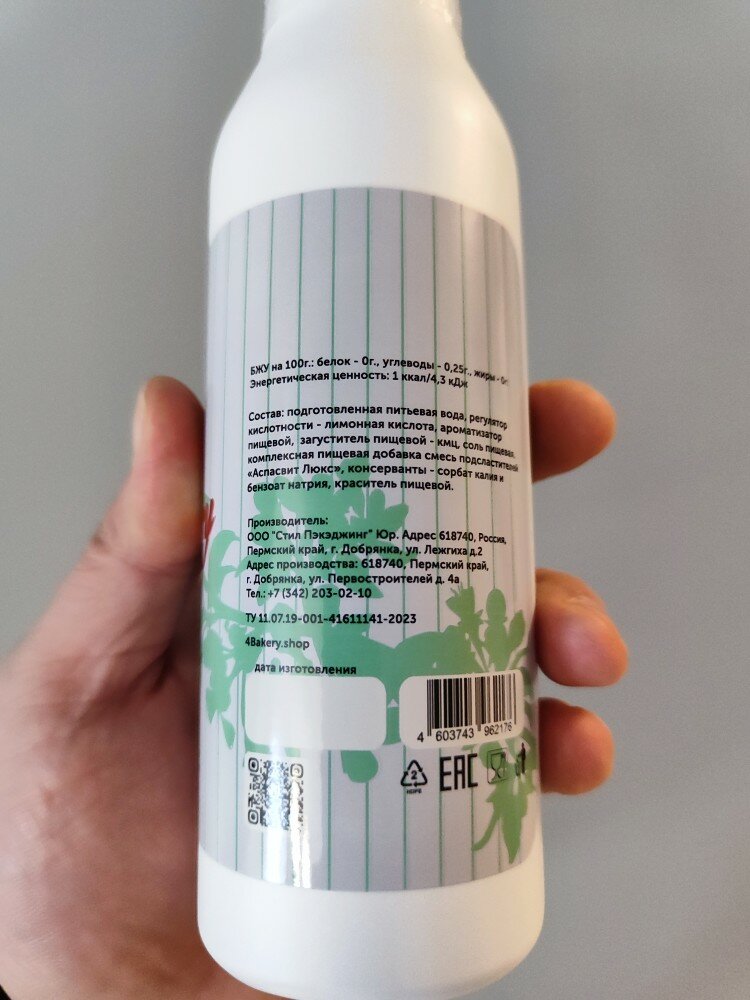 БЖУ на 100г.: белок - 0г., углеводы - 0,25г., жиры - 0г.
Энергетическая ценность: 1 ккал/4,3 кДж
Состав: подготовленная питьевая вода, регулятор
кислотности - лимонная кислота, ароматизатор
пищевой, загуститель пищевой - кмц, соль пищевая,
комплексная пищевая добавка смесь подсластителей
«Аспасвит Люкс», консерванты - сорбат калия и
бензоат натрия, краситель пищевой.
Производитель:
ООО "Стил Пэкэджинг" Юр. Адрес 618740, Россия,
Пермский край, г. Добрянка, ул. Лежгиха д.2
Адрес производства: 618740, Пермский край,
г. Добрянка, ул. Первостроителей д. 4а
Тел.: +7 (342) 203-02-10
ТУ 11.07.19-001-41611141-2023
4Bakery.shop
дата изготовления
4 603743 962176
2
HDPE
EAC